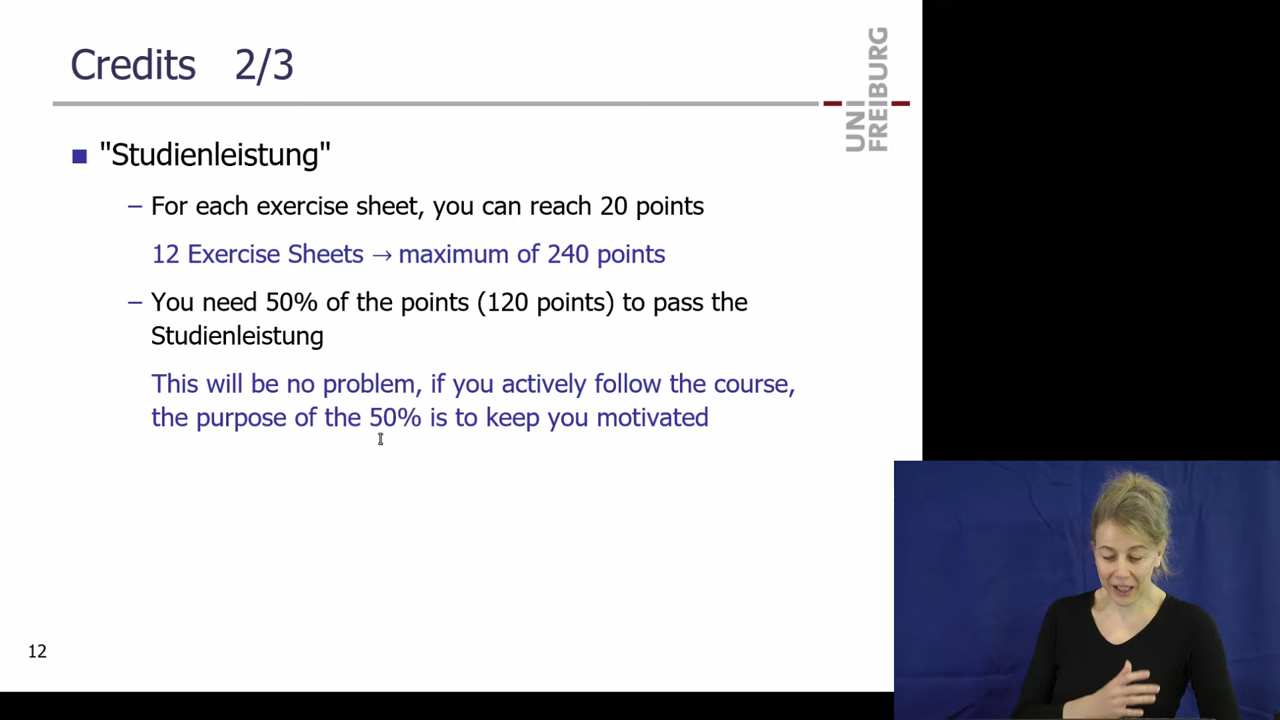 Credits 2/3
UNI
FREIBURG
■ "Studienleistung"
– For each exercise sheet, you can reach 20 points
12 Exercise Sheets → maximum of 240 points
– You need 50% of the points (120 points) to pass the
Studienleistung
This will be no problem, if you actively follow the course,
the purpose of the 50% is to keep you motivated
12